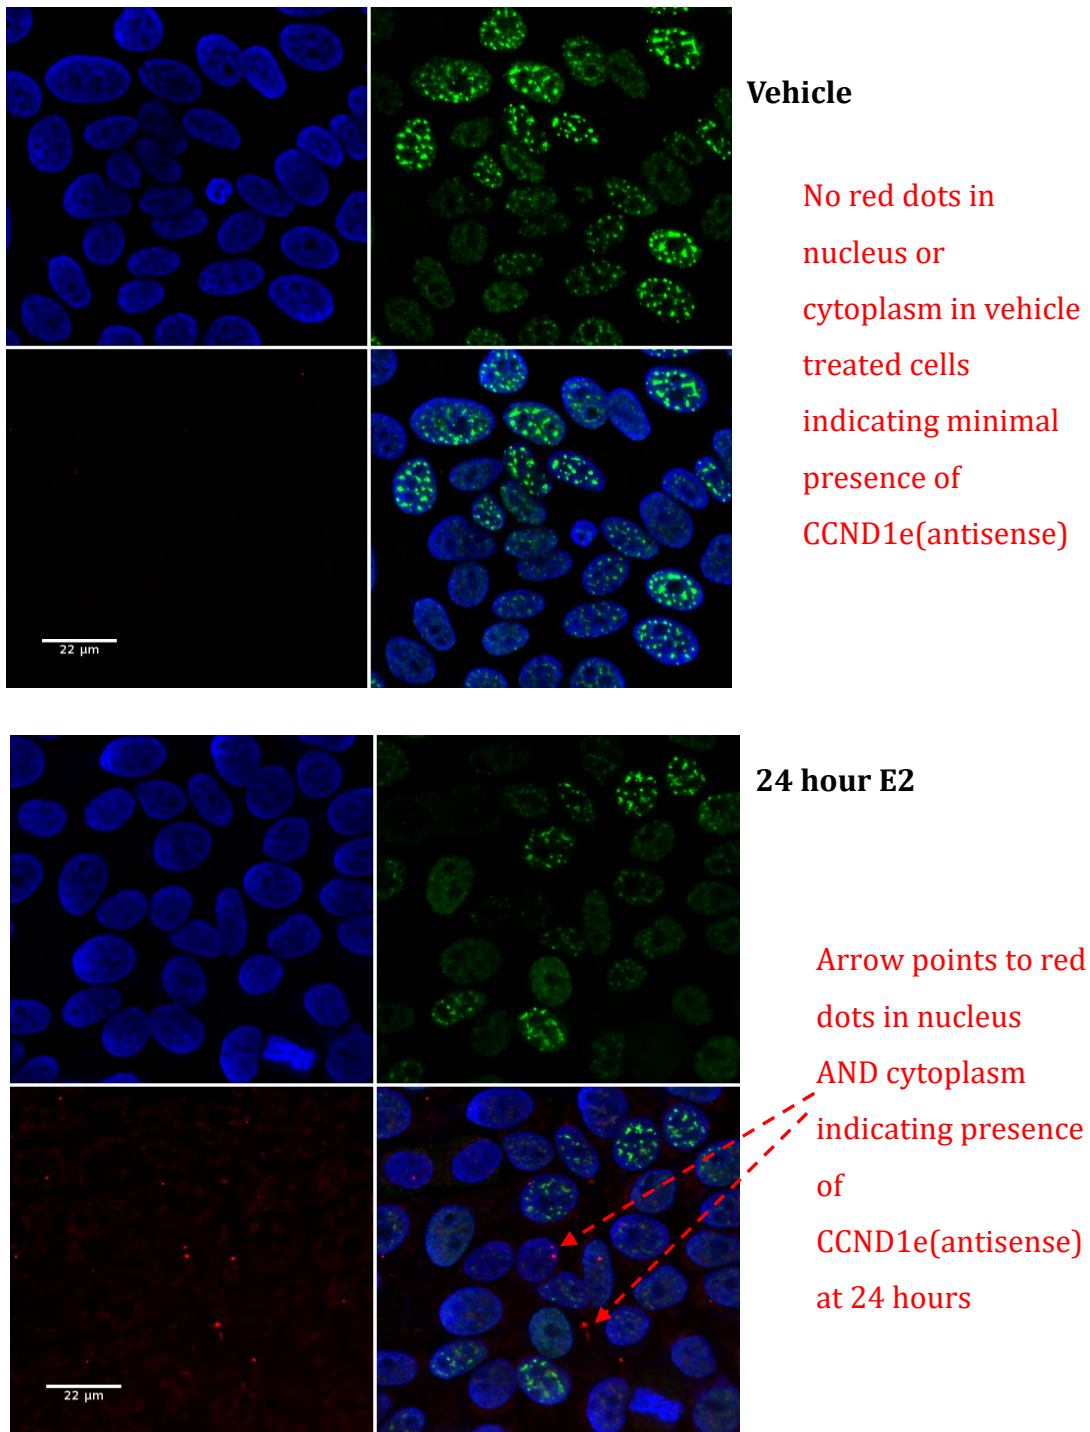 Vehicle
No red dots in
nucleus or
cytoplasm in vehicle
treated cells
indicating minimal
presence of
CCND1e(antisense)
22 µm
24 hour E2
Arrow points to red
dots in nucleus
AND cytoplasm
indicating presence
of
CCND1e(antisense)
at 24 hours
22 µm